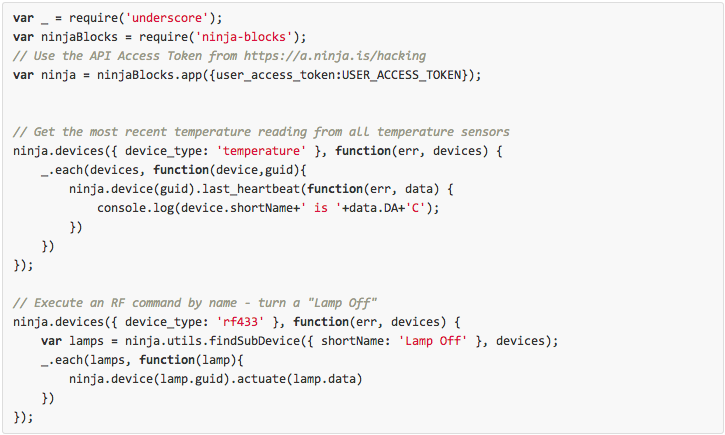 var _ = require('underscore');
var ninjaBlocks = require('ninja-blocks');
// Use the API Access Token from https://a.ninja.is/hacking
var ninja = ninjaBlocks.app({user_access_token:USER_ACCESS_TOKEN});
// Get the most recent temperature reading from all temperature sensors
ninja.devices({ device_type: 'temperature' }, function(err, devices) {
    _.each(devices, function(device,guid){
        ninja.device(guid).last_heartbeat(function(err, data) {
            console.log(device.shortName+' is '+data.DA+'C');
        })
    })
});
// Execute an RF command by name - turn a "Lamp Off"
ninja.devices({ device_type: 'rf433' }, function(err, devices) {
    var lamps = ninja.utils.findSubDevice({ shortName: 'Lamp Off' }, devices);
    _.each(lamps, function(lamp){
        ninja.device(lamp.guid).actuate(lamp.data)
    })
});